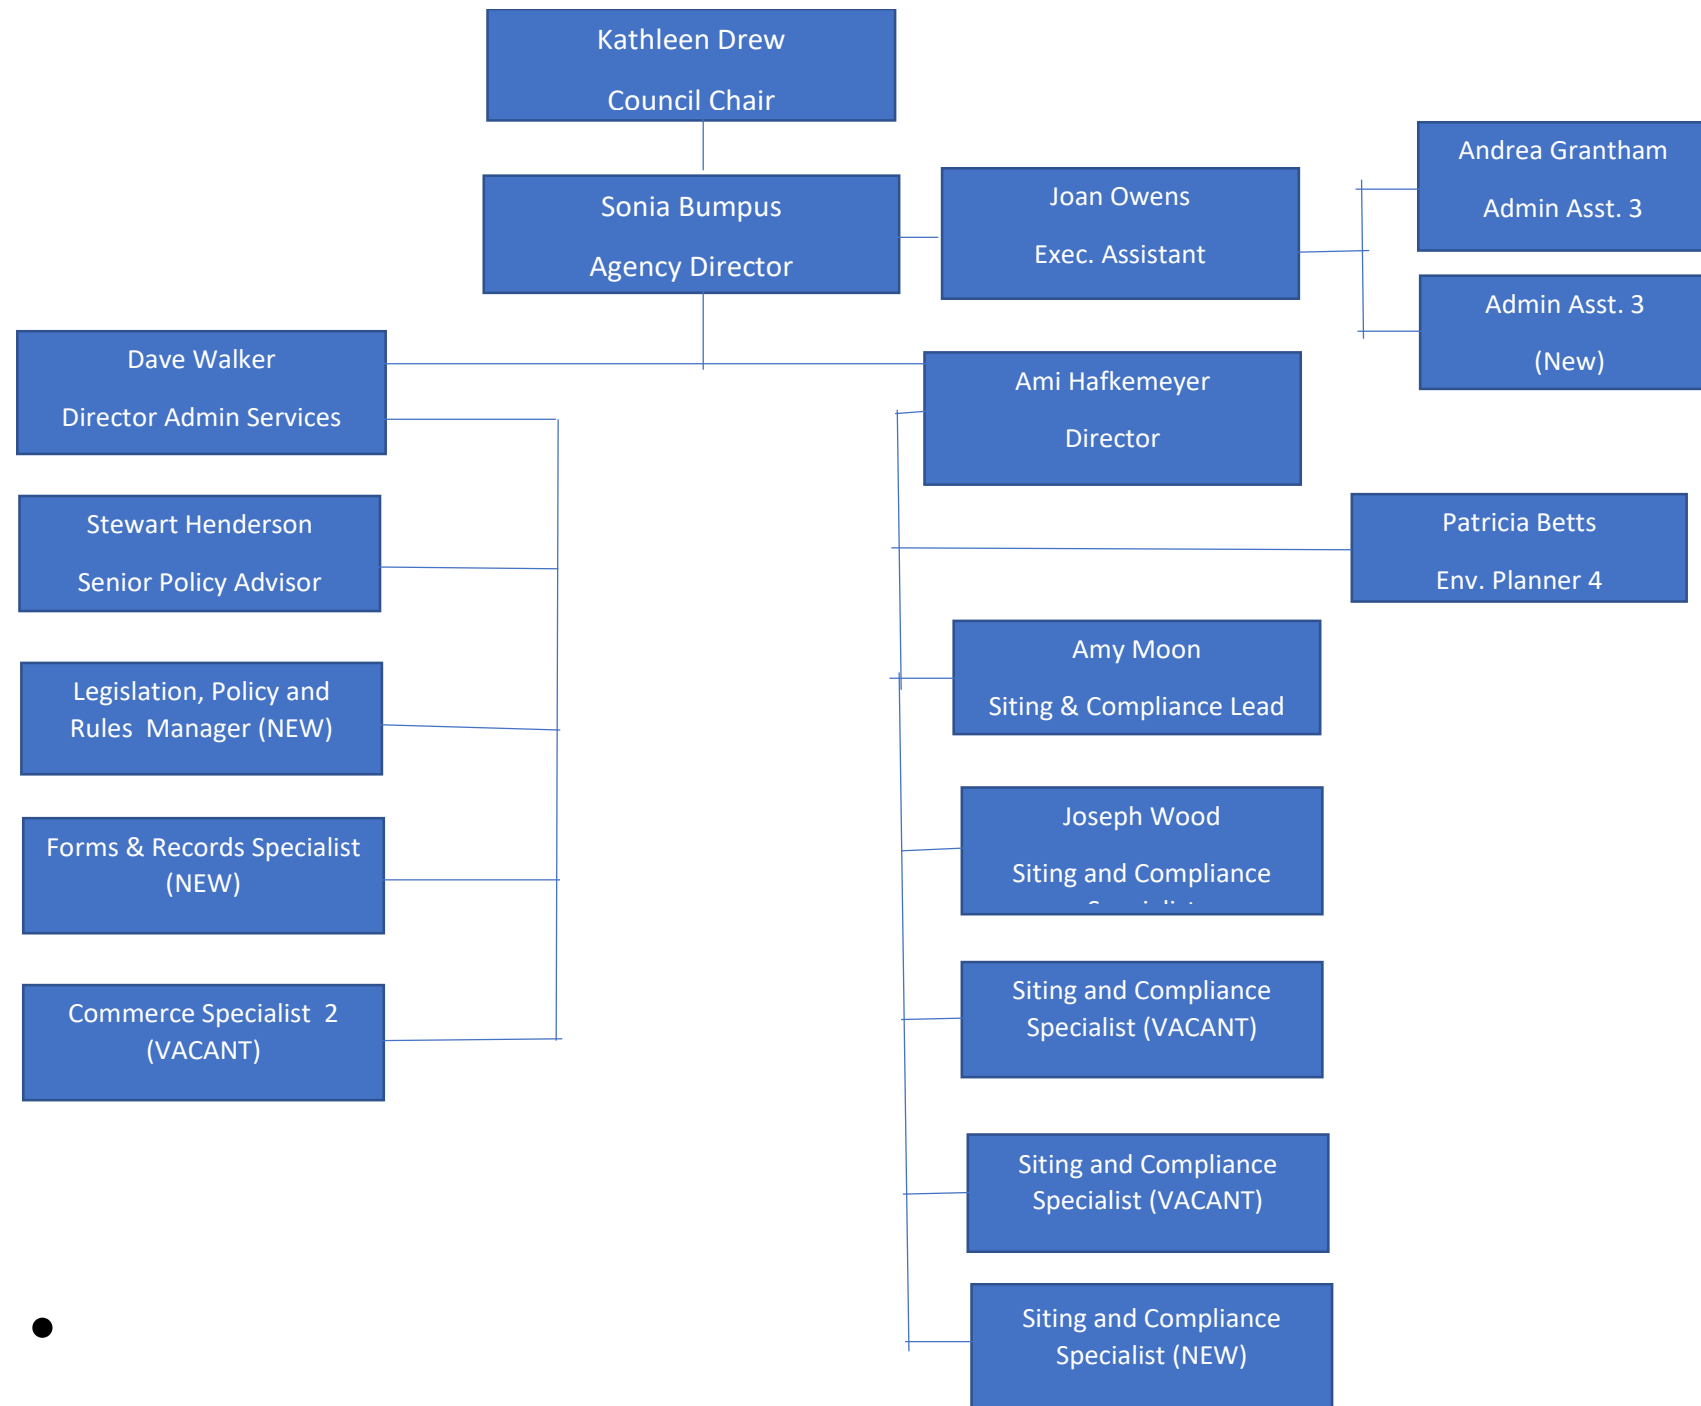 Kathleen Drew
Council Chair
Sonia Bumpus
Agency Director
Joan Owens
Exec. Assistant
Andrea Grantham
Admin Asst. 3
Admin Asst. 3
(New)
Dave Walker
Director Admin Services
Ami Hafkemeyer
Director
Stewart Henderson
Senior Policy Advisor
Patricia Betts
Env. Planner 4
Legislation, Policy and
Rules  Manager (NEW)
Amy Moon
Siting & Compliance Lead
Forms & Records Specialist
(NEW)
Joseph Wood
Siting and Compliance
Commerce Specialist  2
(VACANT)
Siting and Compliance
Specialist (VACANT)
Siting and Compliance
Specialist (VACANT)
Siting and Compliance
Specialist (NEW)